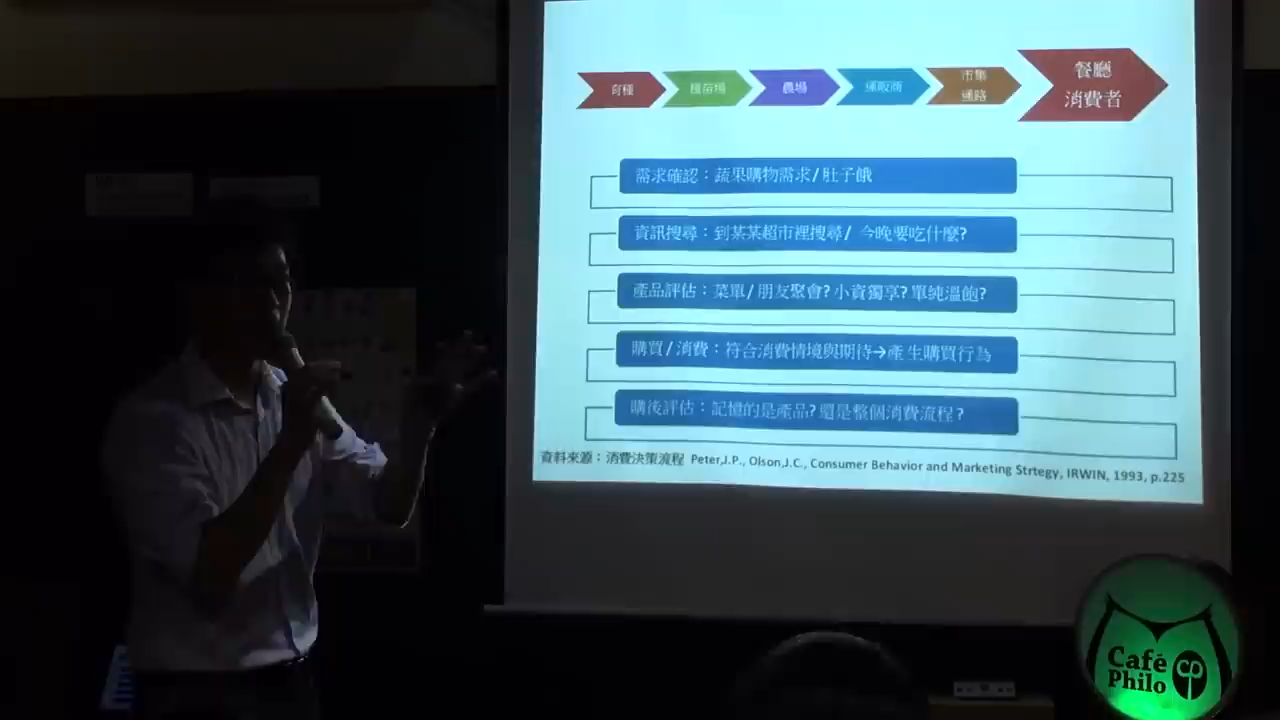 育種
種苗場
農場
運販商
市集
通路
餐廳
消費者
需求確認：蔬果購物需求/肚子餓
資訊搜尋：到某某超市裡搜尋/ 今晚要吃什麼?
產品評估：菜單/朋友聚會?小資獨享?單純溫飽?
購買/消費：符合消費情境與期待→產生購買行為
購後評估：記憶的是產品?還是整個消費流程?
資料來源：消費決策流程 Peter,J.P., Olson,J.C., Consumer Behavior and Marketing Strtegy, IRWIN, 1993, p.225
Café
Philo